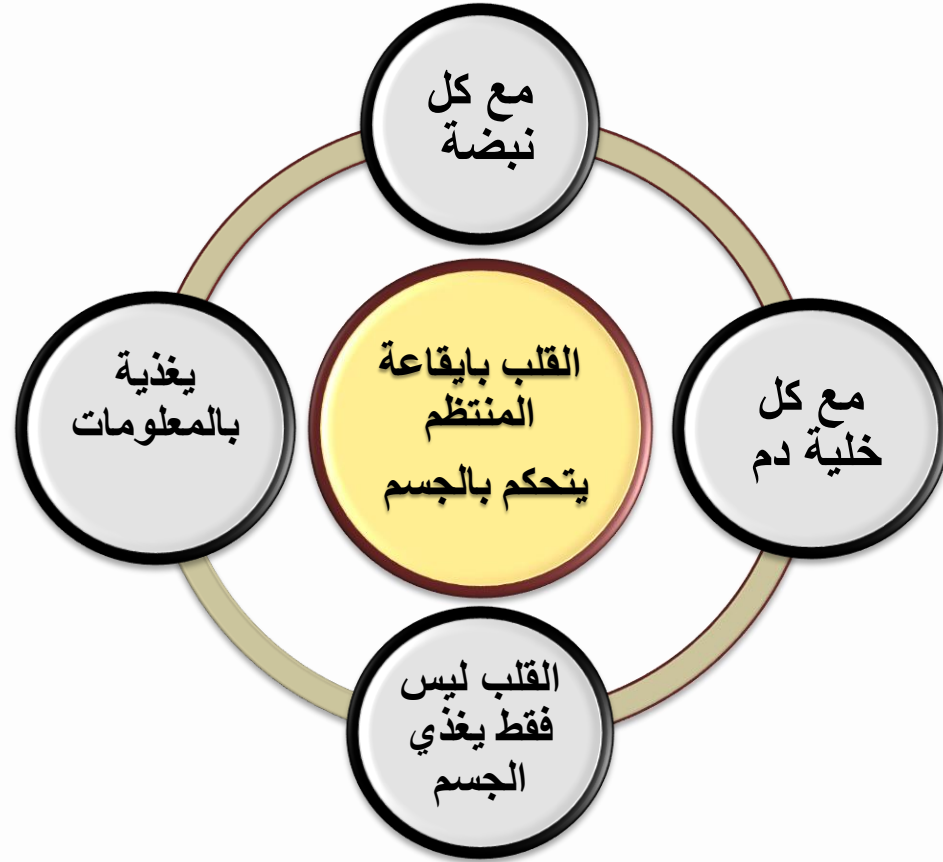 مع كل
نبضة
القلب بايقاعة
المنتظم
يتحكم بالجسم
مع كل
خلية دم
يغذية
بالمعلومات
القلب ليس
فقط يغذي
الجسم